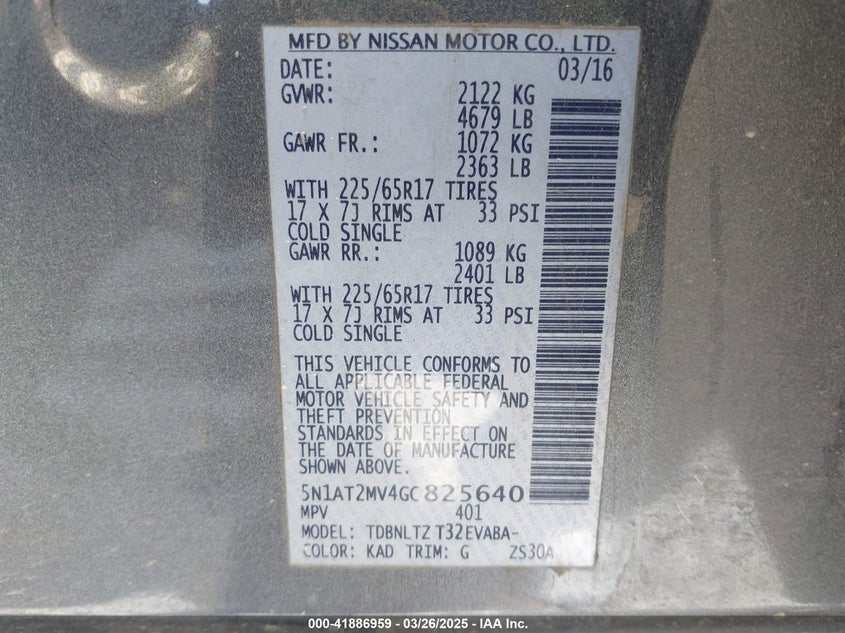 MFD BY NISSAN MOTOR CO., LTD.
DATE: 03/16
GVWR: 2122 KG
4679 LB
GAWR FR.: 1072 KG
2363 LB
WITH 225/65R17 TIRES
17 X 7J RIMS AT 33 PSI
COLD SINGLE
GAWR RR.: 1089 KG
2401 LB
WITH 225/65R17 TIRES
17 X 7J RIMS AT 33 PSI
COLD SINGLE
THIS VEHICLE CONFORMS TO
ALL APPLICABLE FEDERAL
MOTOR VEHICLE SAFETY AND
THEFT PREVENTION
STANDARDS IN EFFECT ON
THE DATE OF MANUFACTURE
SHOWN ABOVE.
5N1AT2MV4GC825640
MPV 401
MODEL: TDBNLTZ T32EVABA-
COLOR: KAD TRIM: G ZS30A
000-41886959 / 03/26/2025 - IAA Inc.